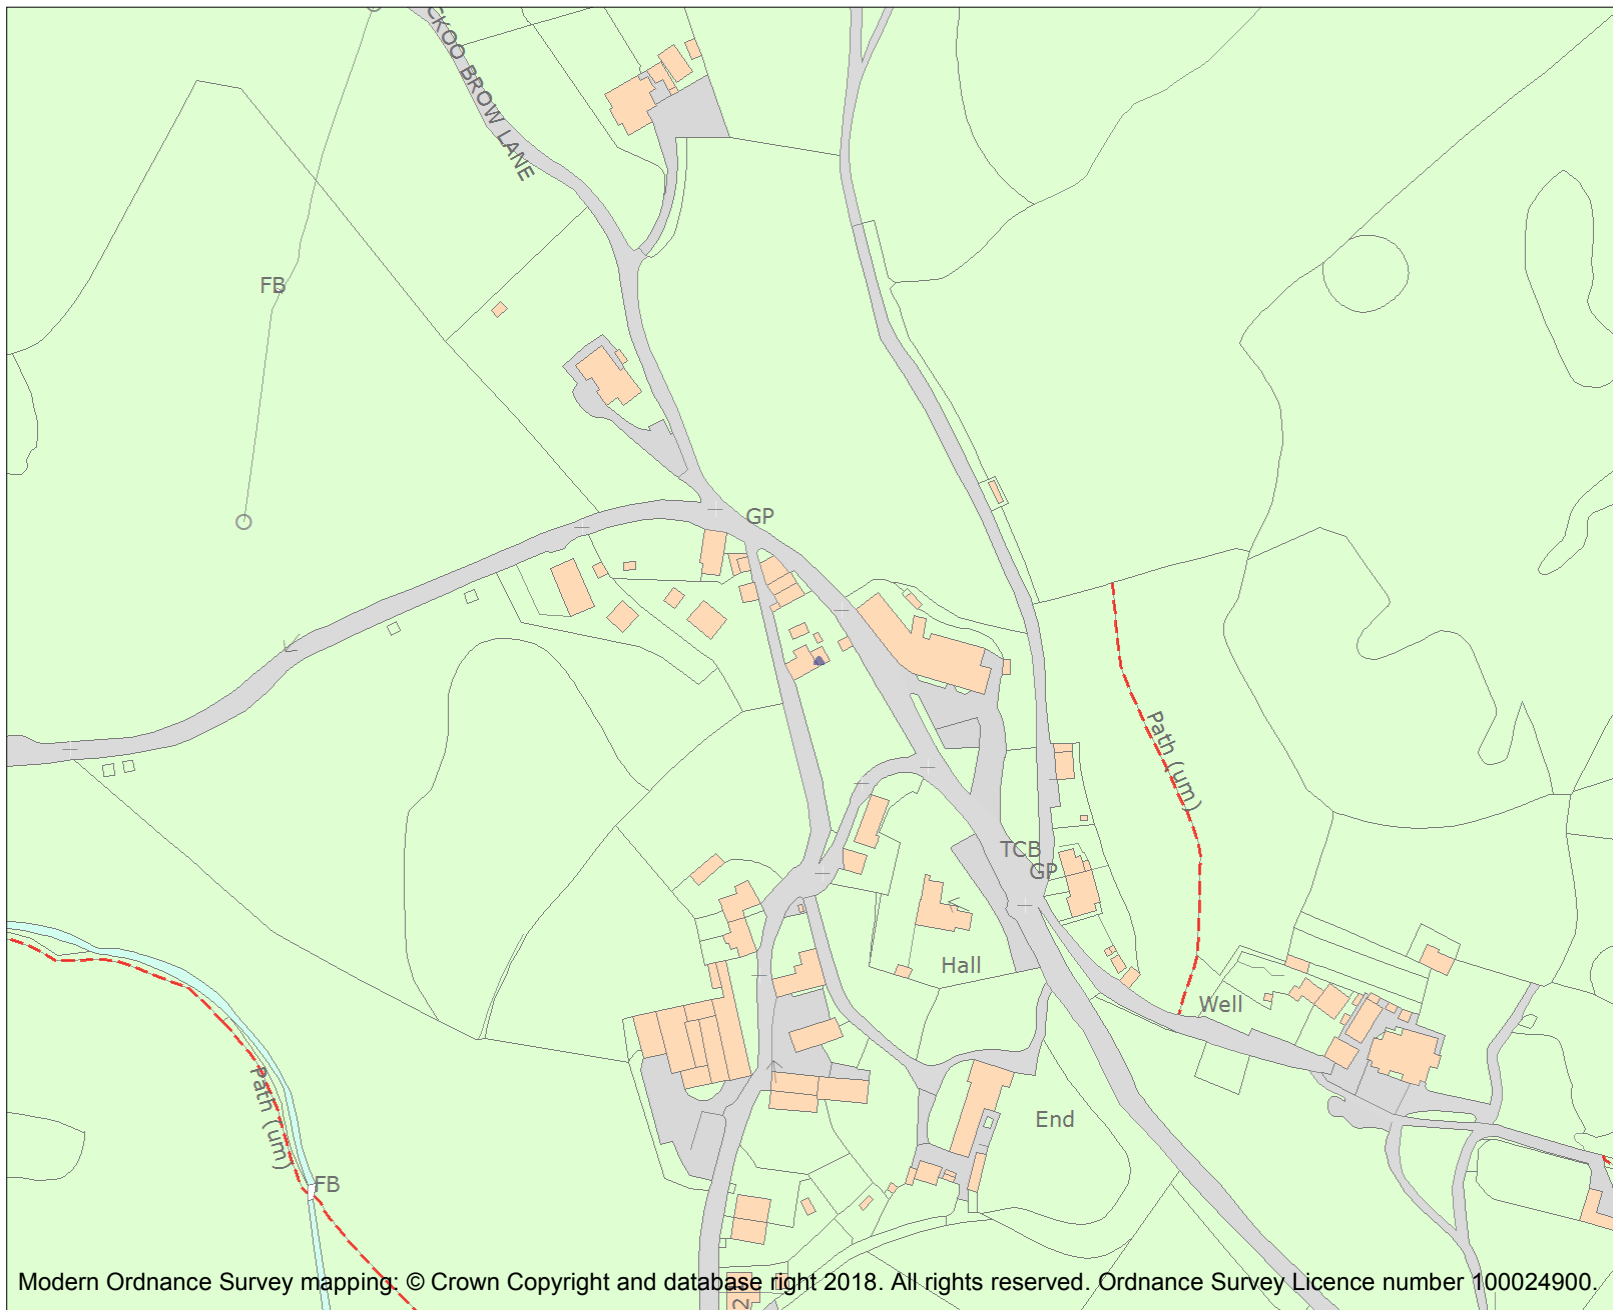 CKOO BROW LANE
FB
GP
Path (um)
TCB
GP
Hall
Well
Path (um)
End
FB
2
Modern Ordnance Survey mapping: © Crown Copyright and database right 2018. All rights reserved. Ordnance Survey Licence number 100024900.